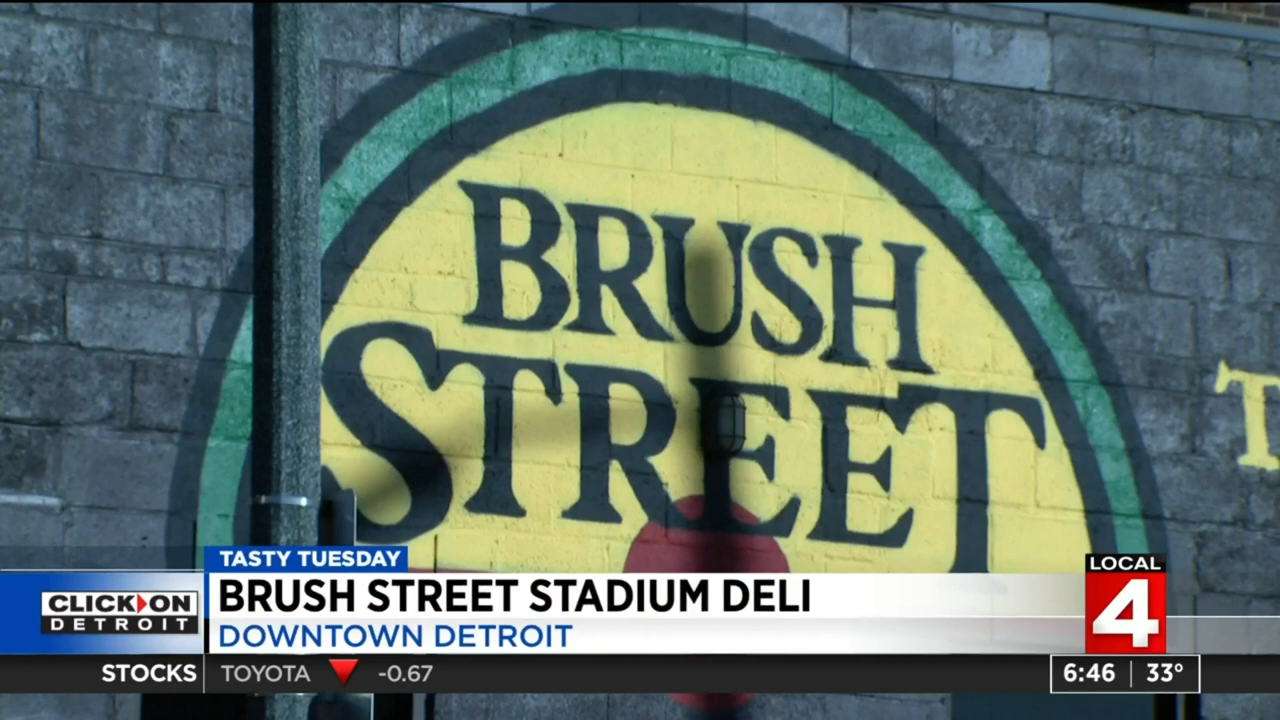 BRUSH
STREET
T
TASTY TUESDAY
BRUSH STREET STADIUM DELI
DOWNTOWN DETROIT
CLICK ON
DETROIT
LOCAL
4
STOCKS
TOYOTA -0.67
6:46 33°